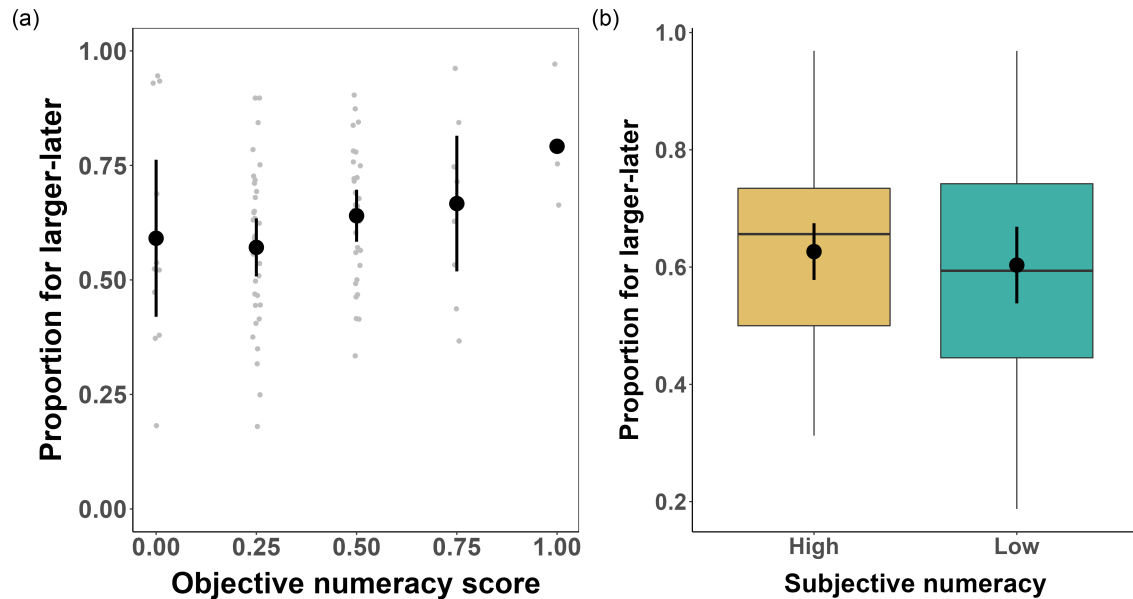 (a)
Proportion for larger-later
1.00
0.75
0.50
0.25
0.00
0.00 0.25 0.50 0.75 1.00
Objective numeracy score
(b)
Proportion for larger-later
1.0
0.8
0.6
0.4
0.2
High Low
Subjective numeracy